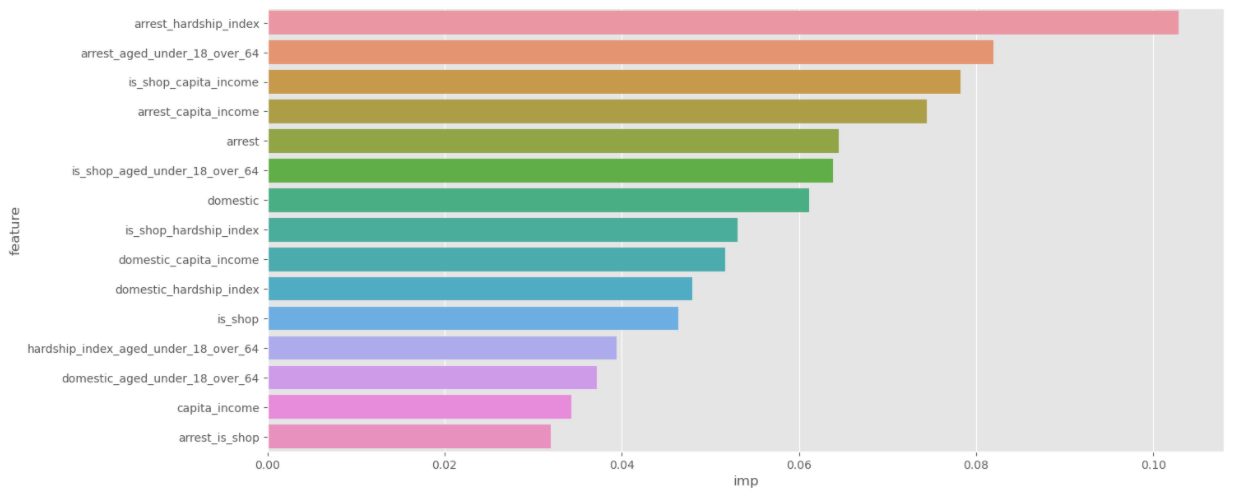 feature
arrest_hardship_index
arrest_aged_under_18_over_64
is_shop_capita_income
arrest_capita_income
arrest
is_shop_aged_under_18_over_64
domestic
is_shop_hardship_index
domestic_capita_income
domestic_hardship_index
is_shop
hardship_index_aged_under_18_over_64
domestic_aged_under_18_over_64
capita_income
arrest_is_shop
0.00 0.02 0.04 0.06 0.08 0.10
imp